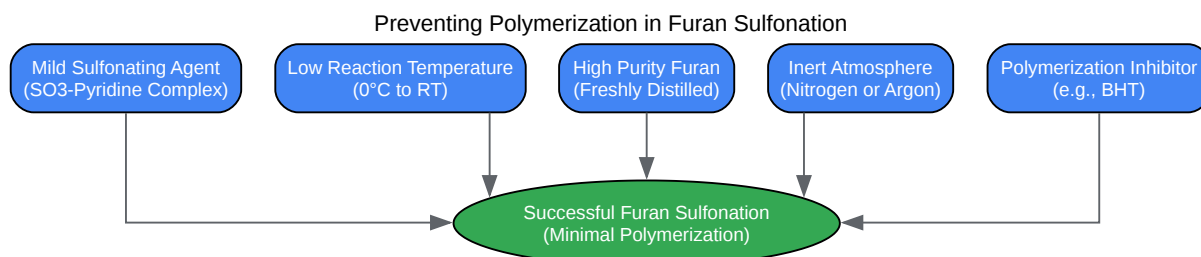 Preventing Polymerization in Furan Sulfonation
Mild Sulfonating Agent
(SO3-Pyridine Complex)
Low Reaction Temperature
(0°C to RT)
High Purity Furan
(Freshly Distilled)
Inert Atmosphere
(Nitrogen or Argon)
Polymerization Inhibitor
(e.g., BHT)
Successful Furan Sulfonation
(Minimal Polymerization)